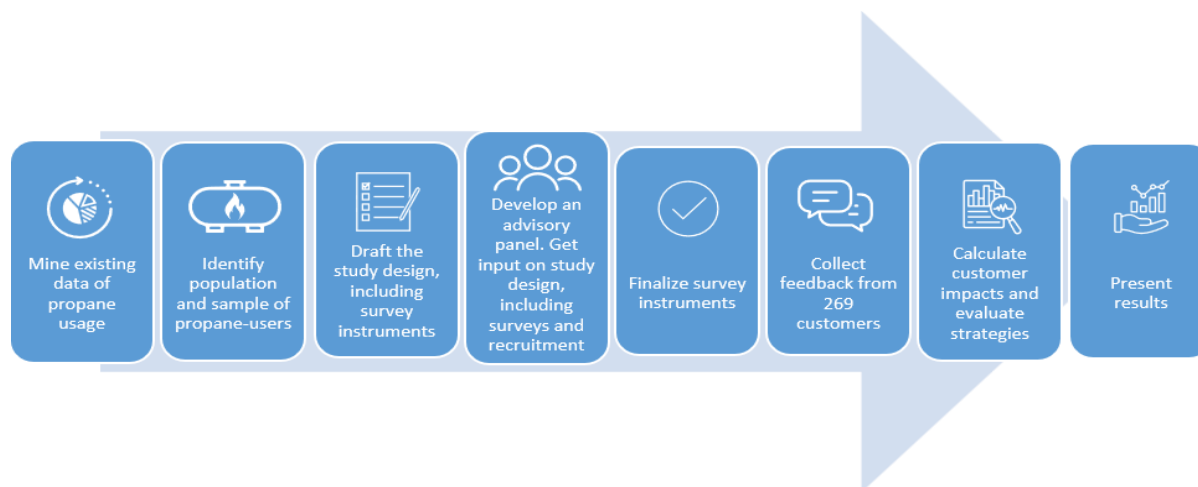 Mine existing
data of
propane
usage
Identify
population
and sample of
propane-users
Draft the
study design,
including
survey
instruments
Develop an
advisory
panel. Get
input on study
design,
including
surveys and
recruitment
Finalize survey
instruments
Collect
feedback from
269
customers
Calculate
customer
impacts and
evaluate
strategies
Present
results